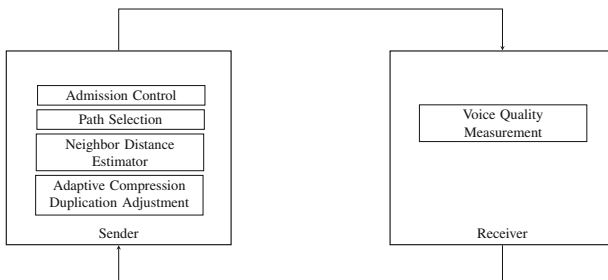 Admission Control
Path Selection
Neighbor Distance
Estimator
Adaptive Compression
Duplication Adjustment
Sender
Voice Quality
Measurement
Receiver